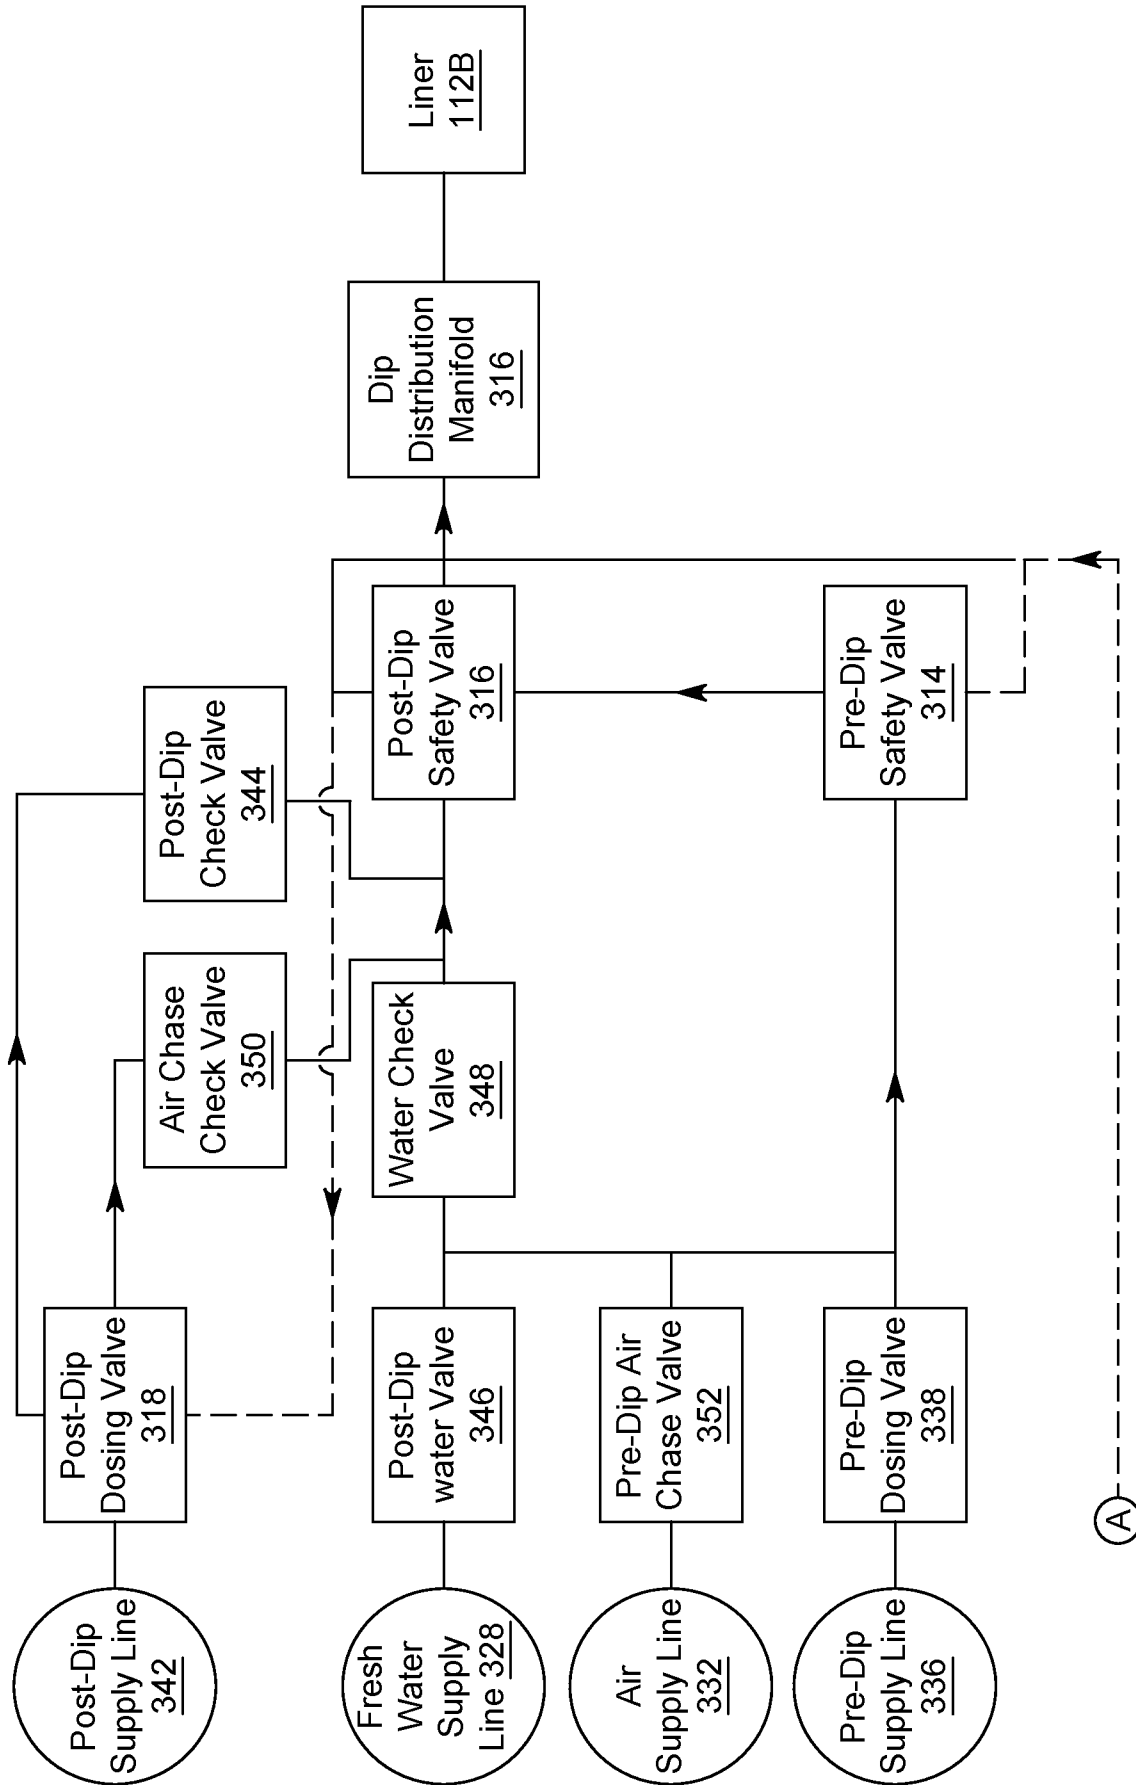 Post-Dip
Supply Line
342
Post-Dip
Dosing Valve
318
Air Chase
Check Valve
350
Post-Dip
Check Valve
344
Fresh
Water
Supply
Line 328
Post-Dip
water Valve
346
Water Check
Valve
348
Post-Dip
Safety Valve
316
Dip
Distribution
Manifold
316
Liner
112B
Air
Supply Line
332
Pre-Dip Air
Chase Valve
352
Pre-Dip
Supply Line
336
Pre-Dip
Dosing Valve
338
Pre-Dip
Safety Valve
314
A